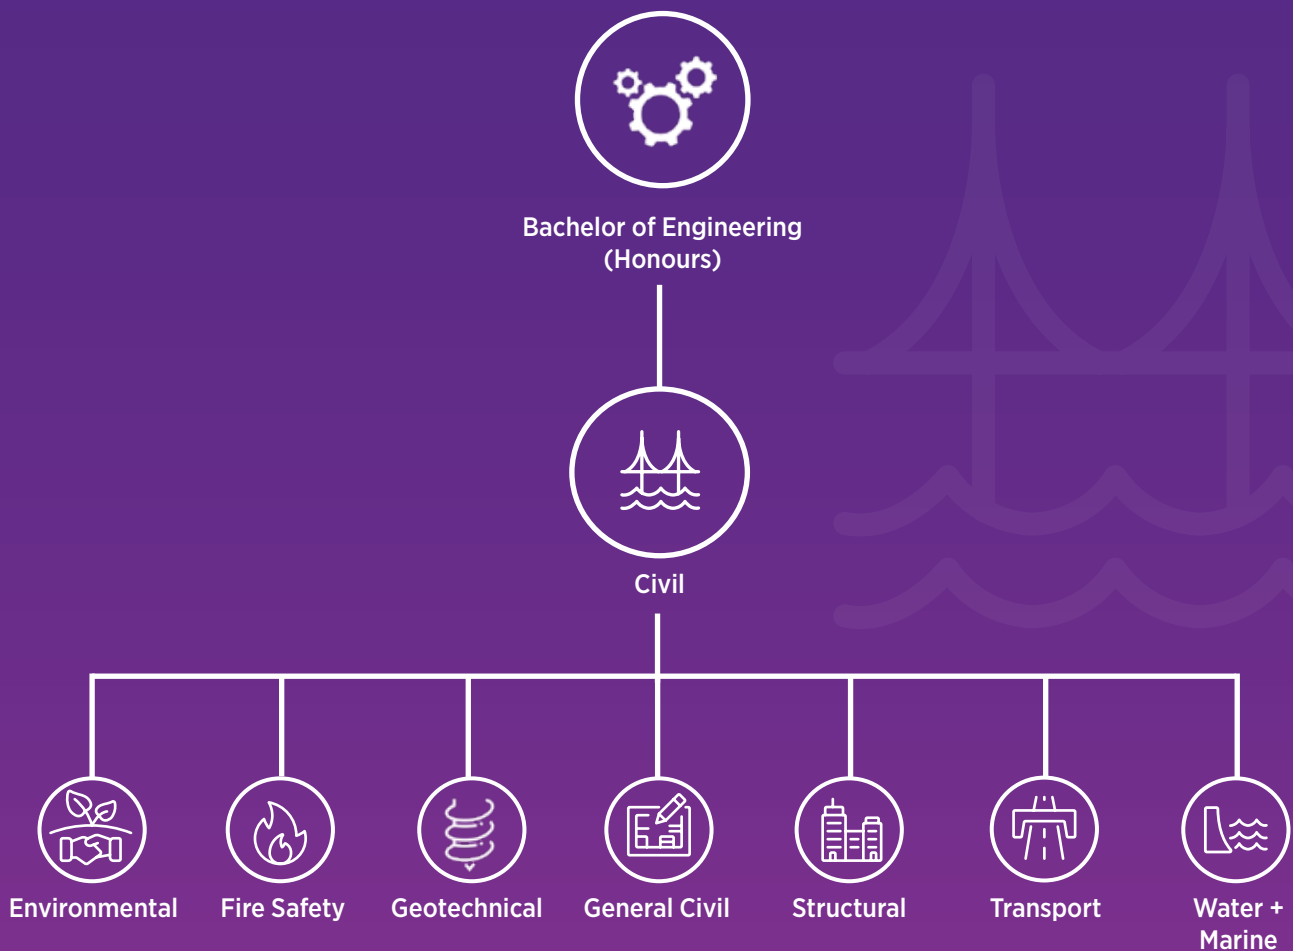 Bachelor of Engineering
(Honours)
Civil
Environmental
Fire Safety
Geotechnical
General Civil
Structural
Transport
Water +
Marine